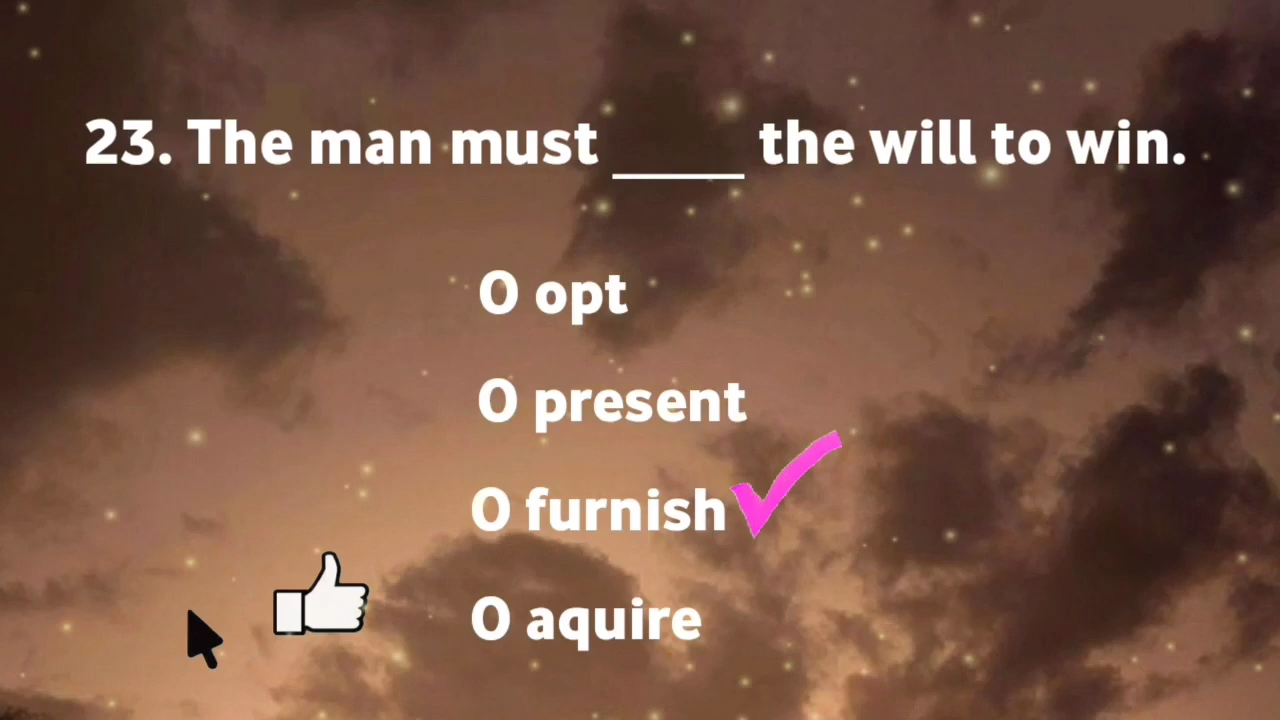 23. The man must ____ the will to win.
O opt
O present
O furnish
O aquire